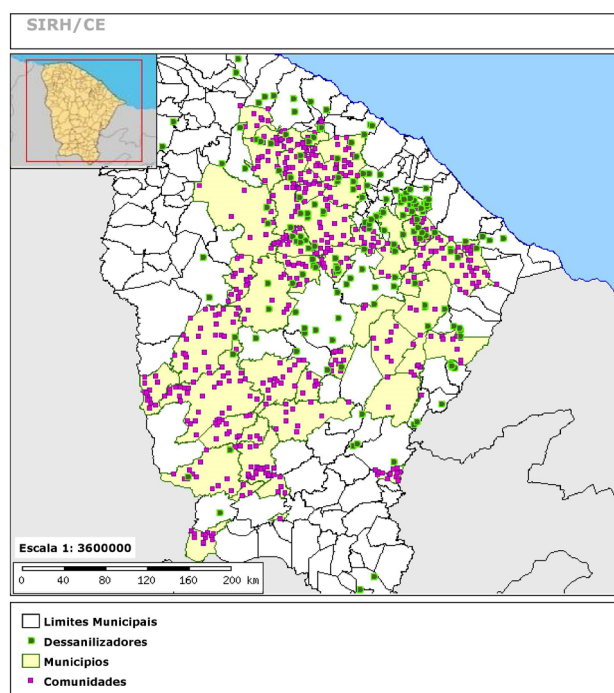 SIRH/CE
Escala 1: 3600000
0 40 80 120 160 200 km
Limites Municipais
Dessanilizadores
Municipios
Comunidades